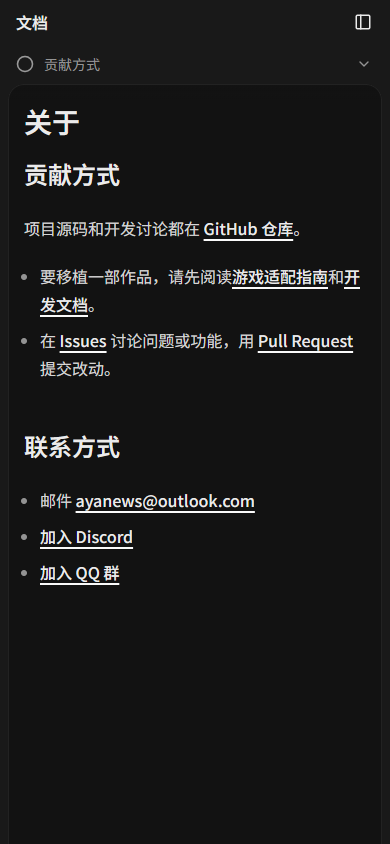 文档
贡献方式
关于
贡献方式
项目源码和开发讨论都在 GitHub 仓库。
要移植一部作品，请先阅读游戏适配指南和开
发文档。
在 Issues 讨论问题或功能，用 Pull Request
提交改动。
联系方式
邮件 ayanews@outlook.com
加入 Discord
加入 QQ 群